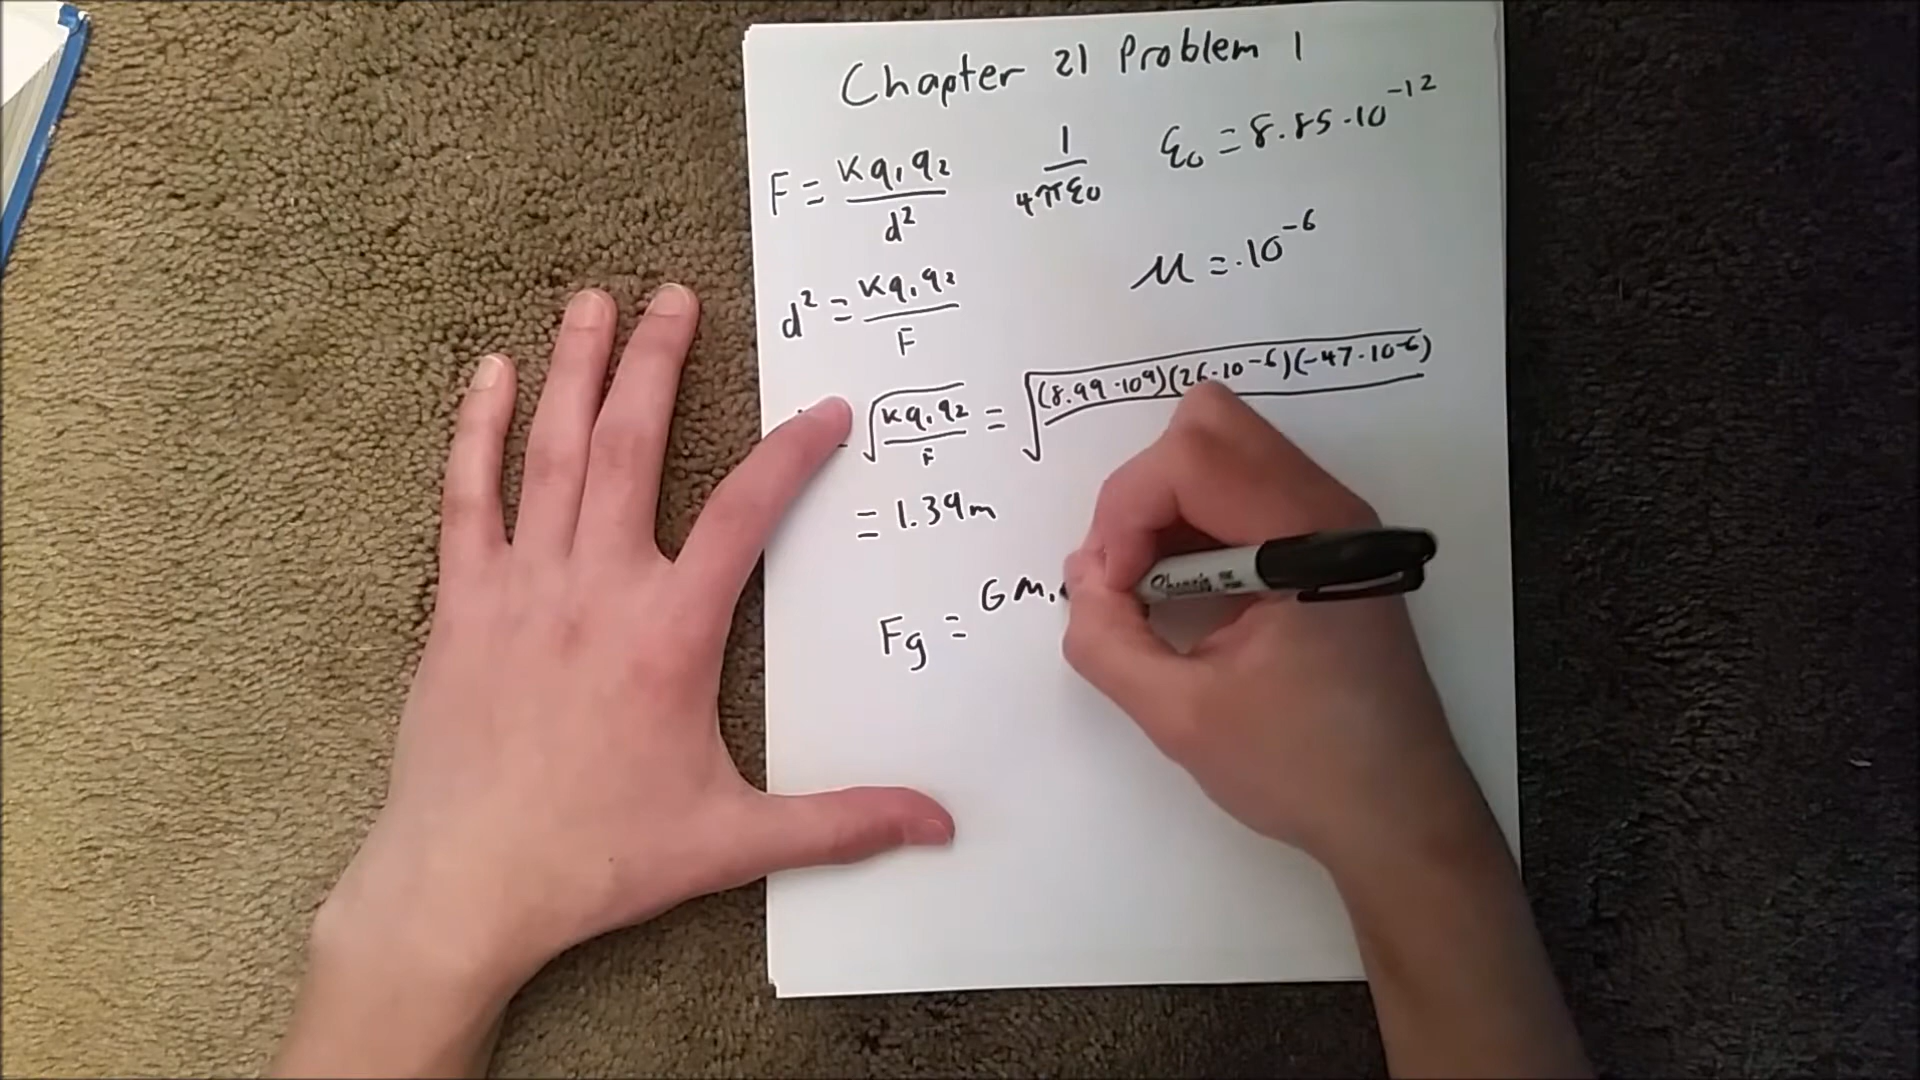 Chapter 21 Problem 1
F = Kq₁q₂/d² 1/4πε₀ ε₀ = 8.85·10⁻¹²
d² = Kq₁q₂/F μ = ·10⁻⁶
√Kq₁q₂/F = √(8.99·10⁹)(26·10⁻⁶)(-47·10⁻⁶)
= 1.39m
Fg = Gm₁